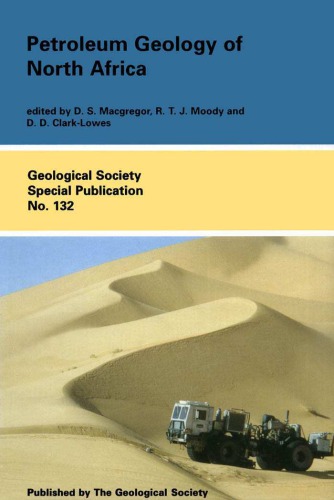 Petroleum Geology of
North Africa
edited by D. S. Macgregor, R. T. J. Moody and
D. D. Clark-Lowes
Geological Society
Special Publication
No. 132
Published by The Geological Society